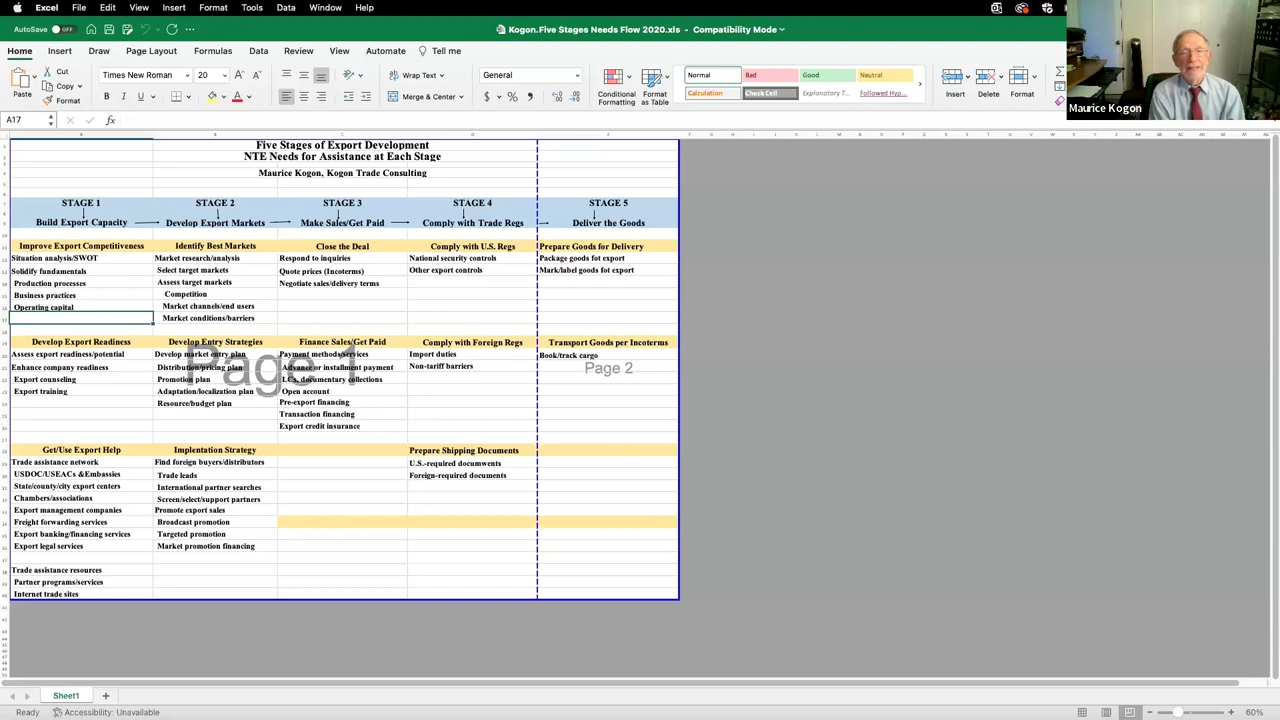 Excel File Edit View Insert Format Tools Data Window Help
AutoSave OFF
Kogon.Five Stages Needs Flow 2020.xls - Compatibility Mode
Home Insert Draw Page Layout Formulas Data Review View Automate Tell me
Paste Cut Copy Format
Times New Roman 20 Wrap Text Merge & Center General
B I U
Conditional Formatting Format as Table
Normal Bad Good Neutral
Calculation Check Cell Explanatory T... Followed Hyp...
Insert Delete Format
Maurice Kogon
A17 fx
A B C D E F G H I J K L M N O P Q R S T U V W X Y Z
Five Stages of Export Development
NTE Needs for Assistance at Each Stage
Maurice Kogon, Kogon Trade Consulting
STAGE 1 STAGE 2 STAGE 3 STAGE 4 STAGE 5
Build Export Capacity Develop Export Markets Make Sales/Get Paid Comply with Trade Regs Deliver the Goods
Improve Export Competitiveness Identify Best Markets Close the Deal Comply with U.S. Regs Prepare Goods for Delivery
Situation analysis/SWOT Market research/analysis Respond to inquiries National security controls Package goods fot export
Solidify fundamentals Select target markets Quote prices (Incoterms) Other export controls Mark/label goods fot export
Production processes Assess target markets Negotiate sales/delivery terms
Business practices Competition
Operating capital Market channels/end users
Market conditions/barriers
Develop Export Readiness Develop Entry Strategies Finance Sales/Get Paid Comply with Foreign Regs Transport Goods per Incoterms
Assess export readiness/potential Develop market entry plan Payment methods/services Import duties Book/track cargo
Enhance company readiness Distribution/pricing plan Advance or installment payment Non-tariff barriers
Page 1 Page 2
Export counseling Promotion plan LCs, documentary collections
Export training Adaptation/localization plan Open account
Resource/budget plan Pre-export financing
Transaction financing
Export credit insurance
Get/Use Export Help Implentation Strategy Prepare Shipping Documents
Trade assistance network Find foreign buyers/distributors U.S.-required documwents
USDOC/USEACs &Embassies Trade leads Foreign-required documents
State/county/city export centers International partner searches
Chambers/associations Screen/select/support partners
Export management companies Promote export sales
Freight forwarding services Broadcast promotion
Export banking/financing services Targeted promotion
Export legal services Market promotion financing
Trade assistance resources
Partner programs/services
Internet trade sites
Sheet1
Ready Accessibility: Unavailable 60%